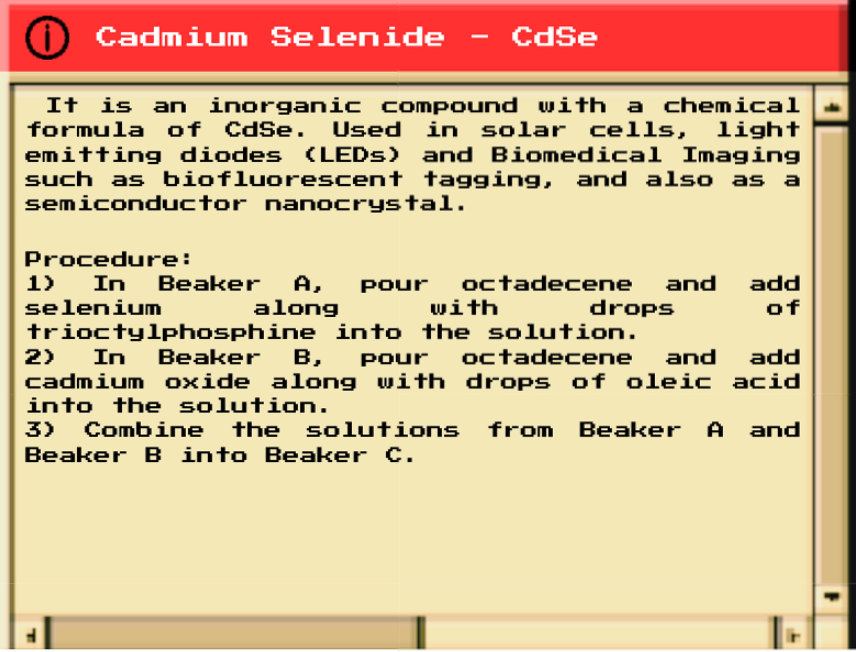 Cadmium Selenide - CdSe
It is an inorganic compound with a chemical
formula of CdSe. Used in solar cells, light
emitting diodes (LEDs) and Biomedical Imaging
such as biofluorescent tagging, and also as a
semiconductor nanocrystal.
Procedure:
1) In Beaker A, pour octadecene and add
selenium along with drops of
trioctylphosphine into the solution.
2) In Beaker B, pour octadecene and add
cadmium oxide along with drops of oleic acid
into the solution.
3) Combine the solutions from Beaker A and
Beaker B into Beaker C.